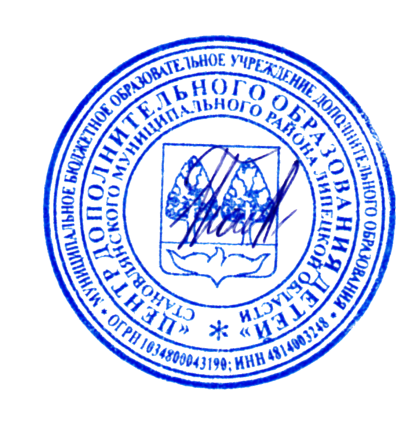 • МУНИЦИПАЛЬНОЕ БЮДЖЕТНОЕ ОБРАЗОВАТЕЛЬНОЕ УЧРЕЖДЕНИЕ ДОПОЛНИТЕЛЬНОГО ОБРАЗОВАНИЯ •
ОГРН 1034800043190; ИНН 4814003248
«ЦЕНТР ДОПОЛНИТЕЛЬНОГО ОБРАЗОВАНИЯ ДЕТЕЙ»
СТАНОВЛЯНСКОГО МУНИЦИПАЛЬНОГО РАЙОНА ЛИПЕЦКОЙ ОБЛАСТИ